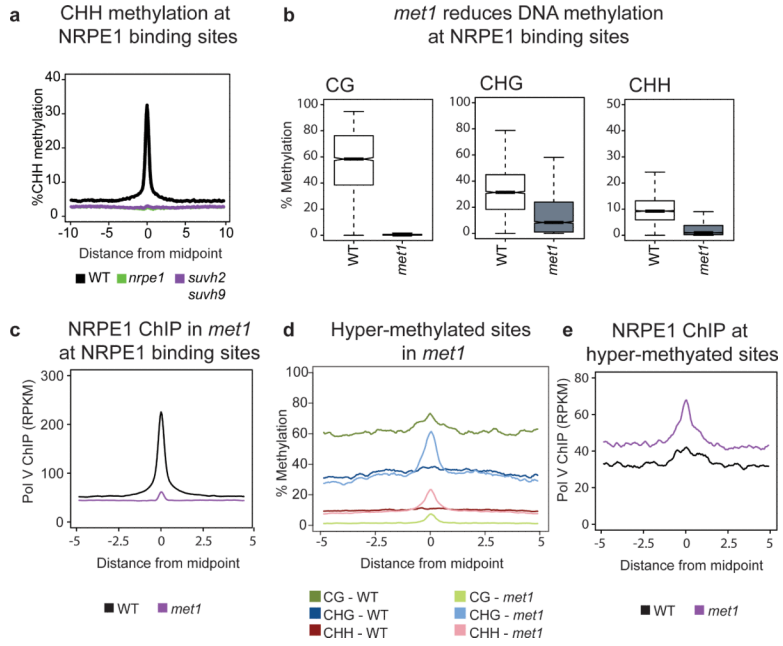 a
CHH methylation at
NRPE1 binding sites
%CHH methylation
40
30
20
10
0
-10
-5
0
5
10
Distance from midpoint
WT
nrpe1
suvh2
suvh9
b
met1 reduces DNA methylation
at NRPE1 binding sites
CG
% Methylation
100
80
60
40
20
0
WT
met1
CHG
100
80
60
40
20
0
WT
met1
CHH
50
40
30
20
10
0
WT
met1
c
NRPE1 ChIP in met1
at NRPE1 binding sites
Pol V ChIP (RPKM)
300
200
100
0
-5
-2.5
0
2.5
5
Distance from midpoint
WT
met1
d
Hyper-methylated sites
in met1
% Methylation
100
80
60
40
20
0
-5
-2.5
0
2.5
5
Distance from midpoint
CG - WT
CHG - WT
CHH - WT
CG - met1
CHG - met1
CHH - met1
e
NRPE1 ChIP at
hyper-methyated sites
Pol V ChIP (RPKM)
80
60
40
20
0
-5
-2.5
0
2.5
5
Distance from midpoint
WT
met1